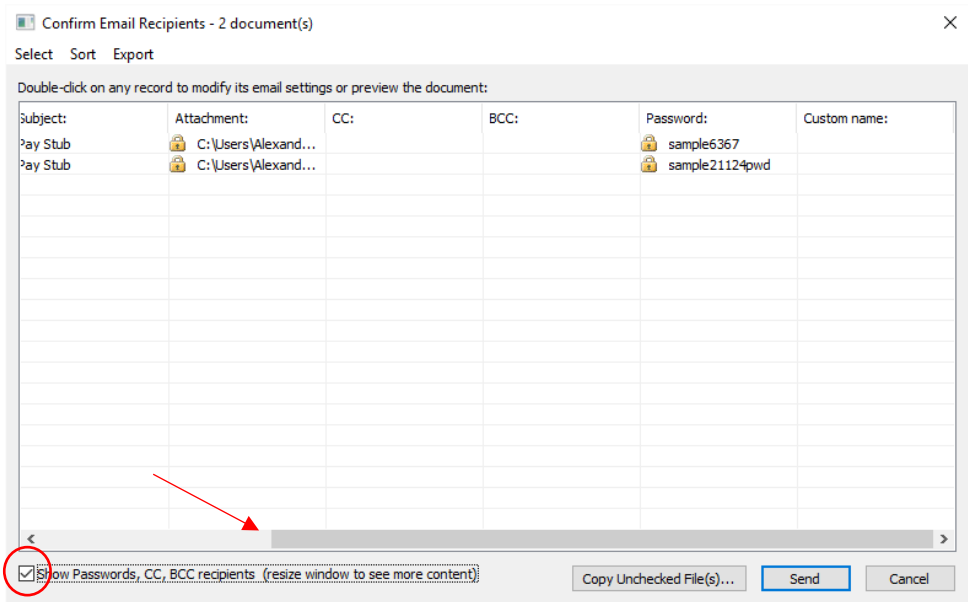 Confirm Email Recipients - 2 document(s)
Select Sort Export
Double-click on any record to modify its email settings or preview the document:
Subject: Attachment: CC: BCC: Password: Custom name:
Pay Stub C:\Users\Alexand... sample6367
Pay Stub C:\Users\Alexand... sample21124pwd
Show Passwords, CC, BCC recipients (resize window to see more content)
Copy Unchecked File(s)... Send Cancel